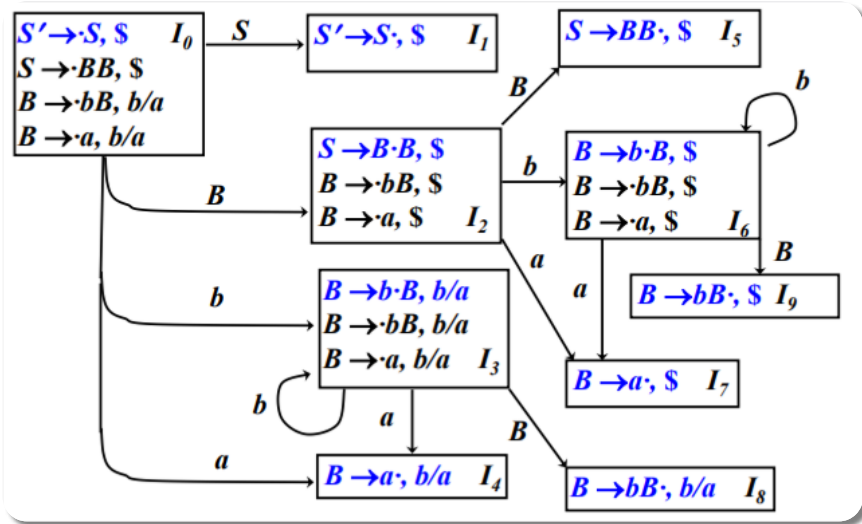 S′→·S, $ I0
S→·BB, $
B→·bB, b/a
B→·a, b/a
S
S′→S·, $ I1
S→BB·, $ I5
B
b
S→B·B, $
B→·bB, $
B→·a, $ I2
B
b
B→b·B, $
B→·bB, $
B→·a, $ I6
a
a
B
B→bB·, $ I9
b
B→b·B, b/a
B→·bB, b/a
B→·a, b/a I3
B→a·, $ I7
b
a
B
a
B→a·, b/a I4
B→bB·, b/a I8